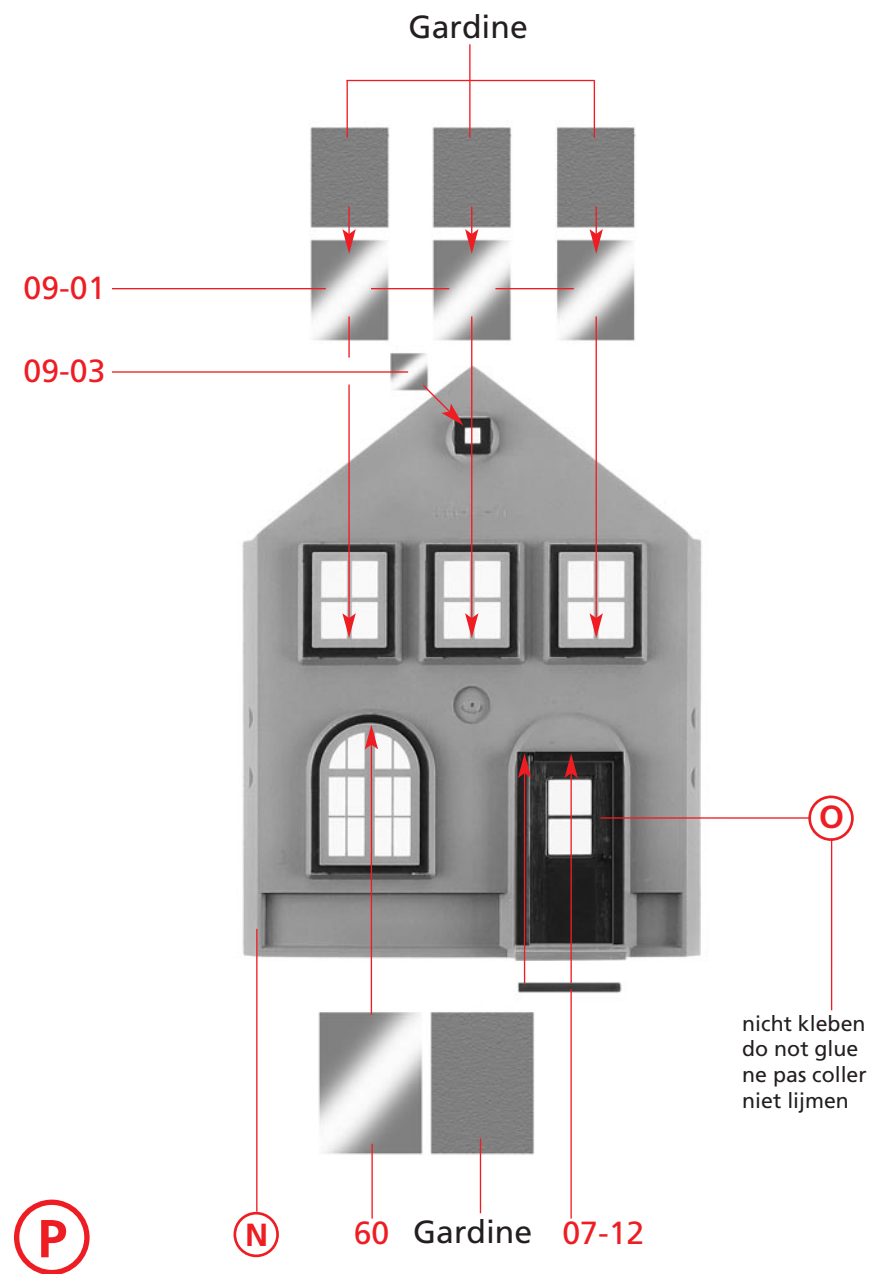 Gardine
09-01
09-03
O
nicht kleben
do not glue
ne pas coller
niet lijmen
P
N
60
Gardine
07-12